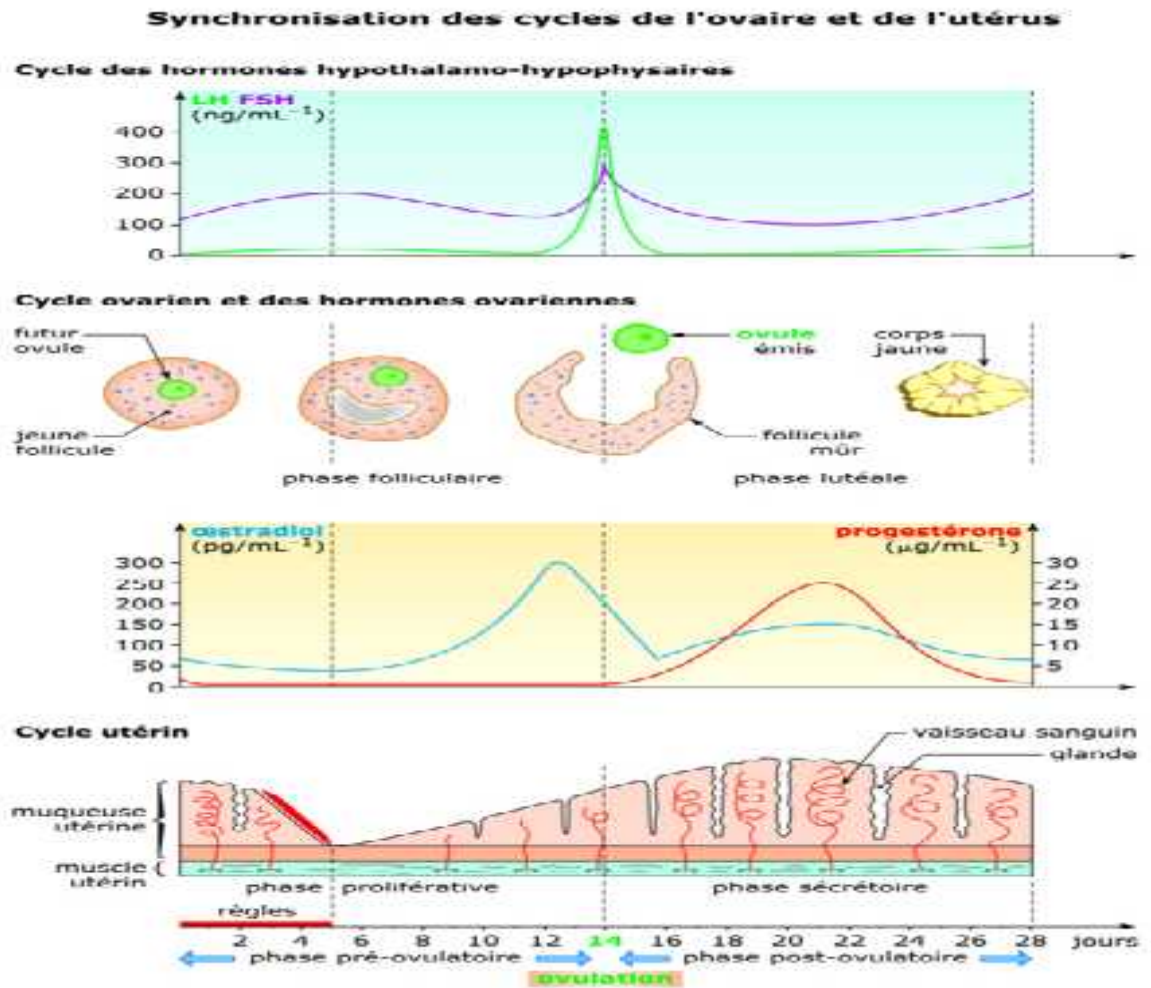 Synchronisation des cycles de l'ovaire et de l'utérus
Cycle des hormones hypothalamo-hypophysaires
LH FSH
(ng/mL⁻¹)
400
300
200
100
0
Cycle ovarien et des hormones ovariennes
futur
ovule
jeune
follicule
ovule
émis
corps
jaune
follicule
mûr
phase folliculaire
phase lutéale
œstradiol
(pg/mL⁻¹)
progestérone
(µg/mL⁻¹)
300
250
200
150
100
50
0
30
25
20
15
10
5
Cycle utérin
vaisseau sanguin
glande
muqueuse
utérine
muscle
utérin
phase proliférative
phase sécrétoire
règles
2 4 6 8 10 12 14 16 18 20 22 24 26 28 jours
phase pré-ovulatoire
phase post-ovulatoire
ovulation